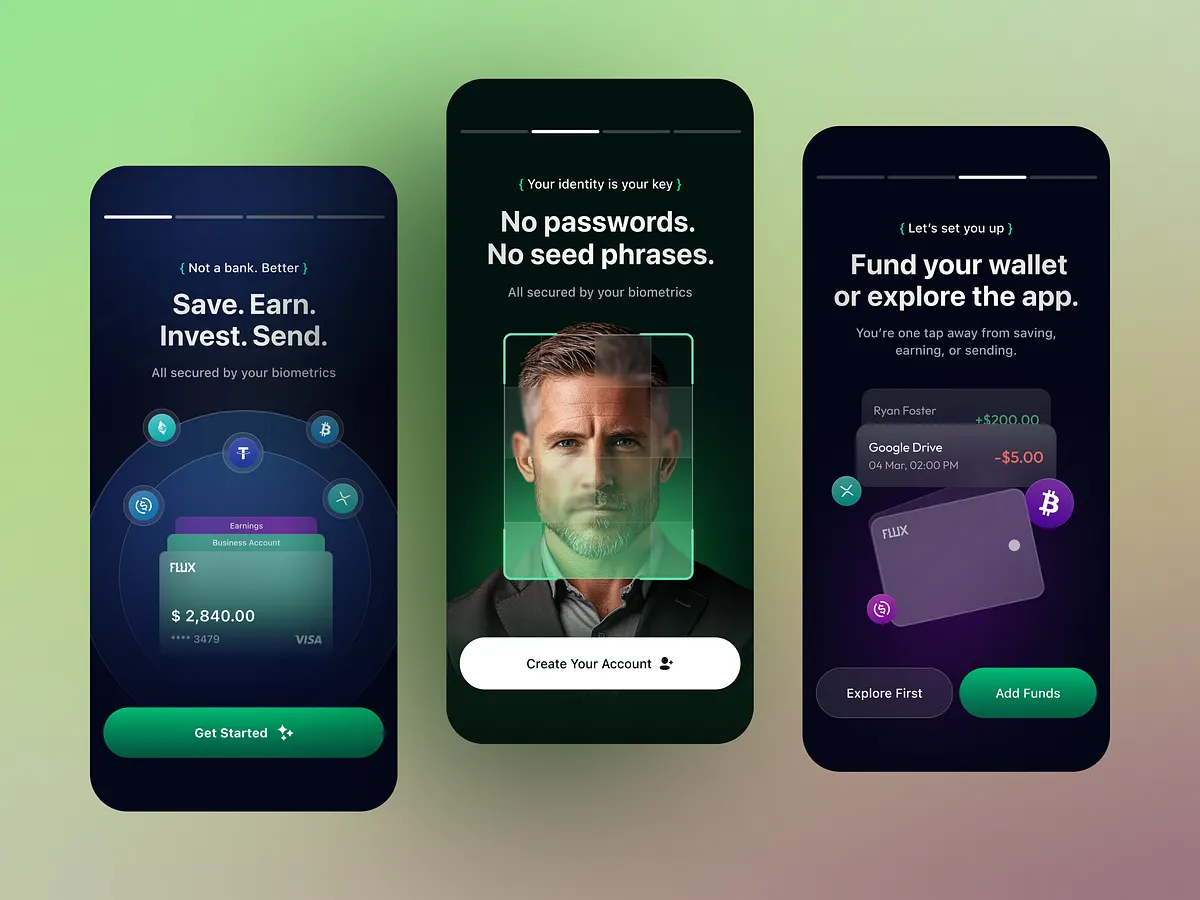 { Not a bank. Better }
Save. Earn.
Invest. Send.
All secured by your biometrics
Earnings
Business Account
FLUX
$ 2,840.00
**** 3479
VISA
Get Started
{ Your identity is your key }
No passwords.
No seed phrases.
All secured by your biometrics
Create Your Account
{ Let's set you up }
Fund your wallet
or explore the app.
You're one tap away from saving,
earning, or sending.
Ryan Foster
+$200.00
Google Drive
-$5.00
04 Mar, 02:00 PM
FLUX
Explore First
Add Funds